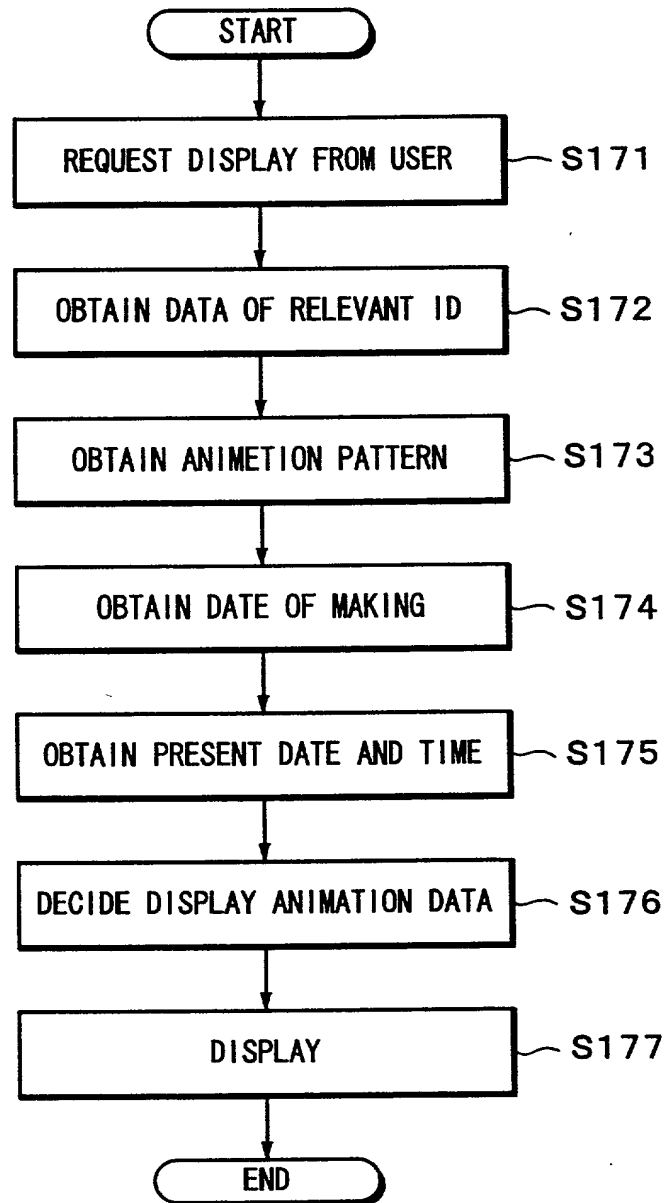 START
REQUEST DISPLAY FROM USER S171
OBTAIN DATA OF RELEVANT ID S172
OBTAIN ANIMETION PATTERN S173
OBTAIN DATE OF MAKING S174
OBTAIN PRESENT DATE AND TIME S175
DECIDE DISPLAY ANIMATION DATA S176
DISPLAY S177
END